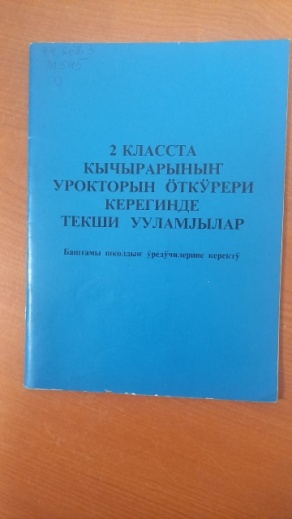 2 КЛАССТА
КЫЧЫРАРЫНЫҤ
УРОКТОРЫН ӦТКӰРЕРИ
КЕРЕГИНДЕ
ТЕКШИ УУЛАМЈЫЛАР
Баштамы школдыҥ ӱредӱчилерине керектӱ